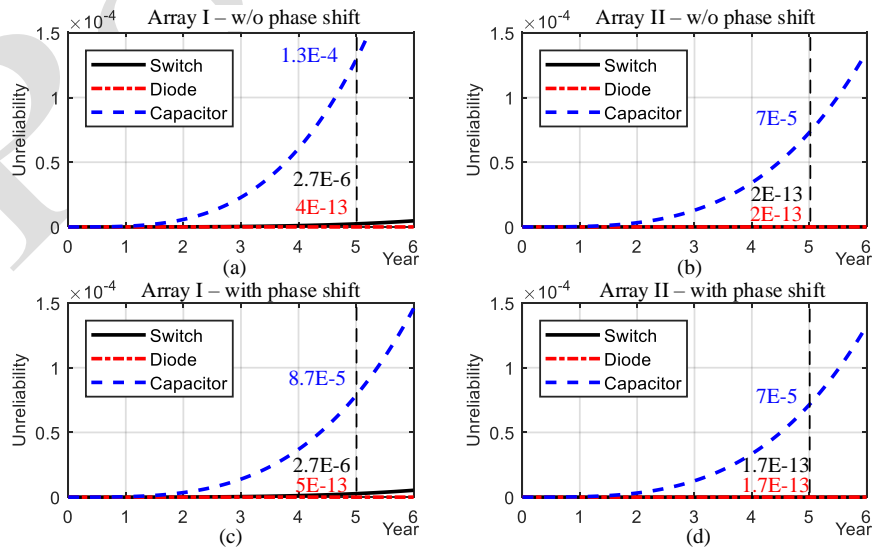 ×10⁻⁴
Array I – w/o phase shift
1.5
1
0.5
0
Unreliability
Switch
Diode
Capacitor
1.3E-4
2.7E-6
4E-13
0 1 2 3 4 5 6
Year
(a)
×10⁻⁴
Array II – w/o phase shift
1.5
1
0.5
0
Unreliability
Switch
Diode
Capacitor
7E-5
2E-13
2E-13
0 1 2 3 4 5 6
Year
(b)
×10⁻⁴
Array I – with phase shift
1.5
1
0.5
0
Unreliability
Switch
Diode
Capacitor
8.7E-5
2.7E-6
5E-13
0 1 2 3 4 5 6
Year
(c)
×10⁻⁴
Array II – with phase shift
1.5
1
0.5
0
Unreliability
Switch
Diode
Capacitor
7E-5
1.7E-13
1.7E-13
0 1 2 3 4 5 6
Year
(d)